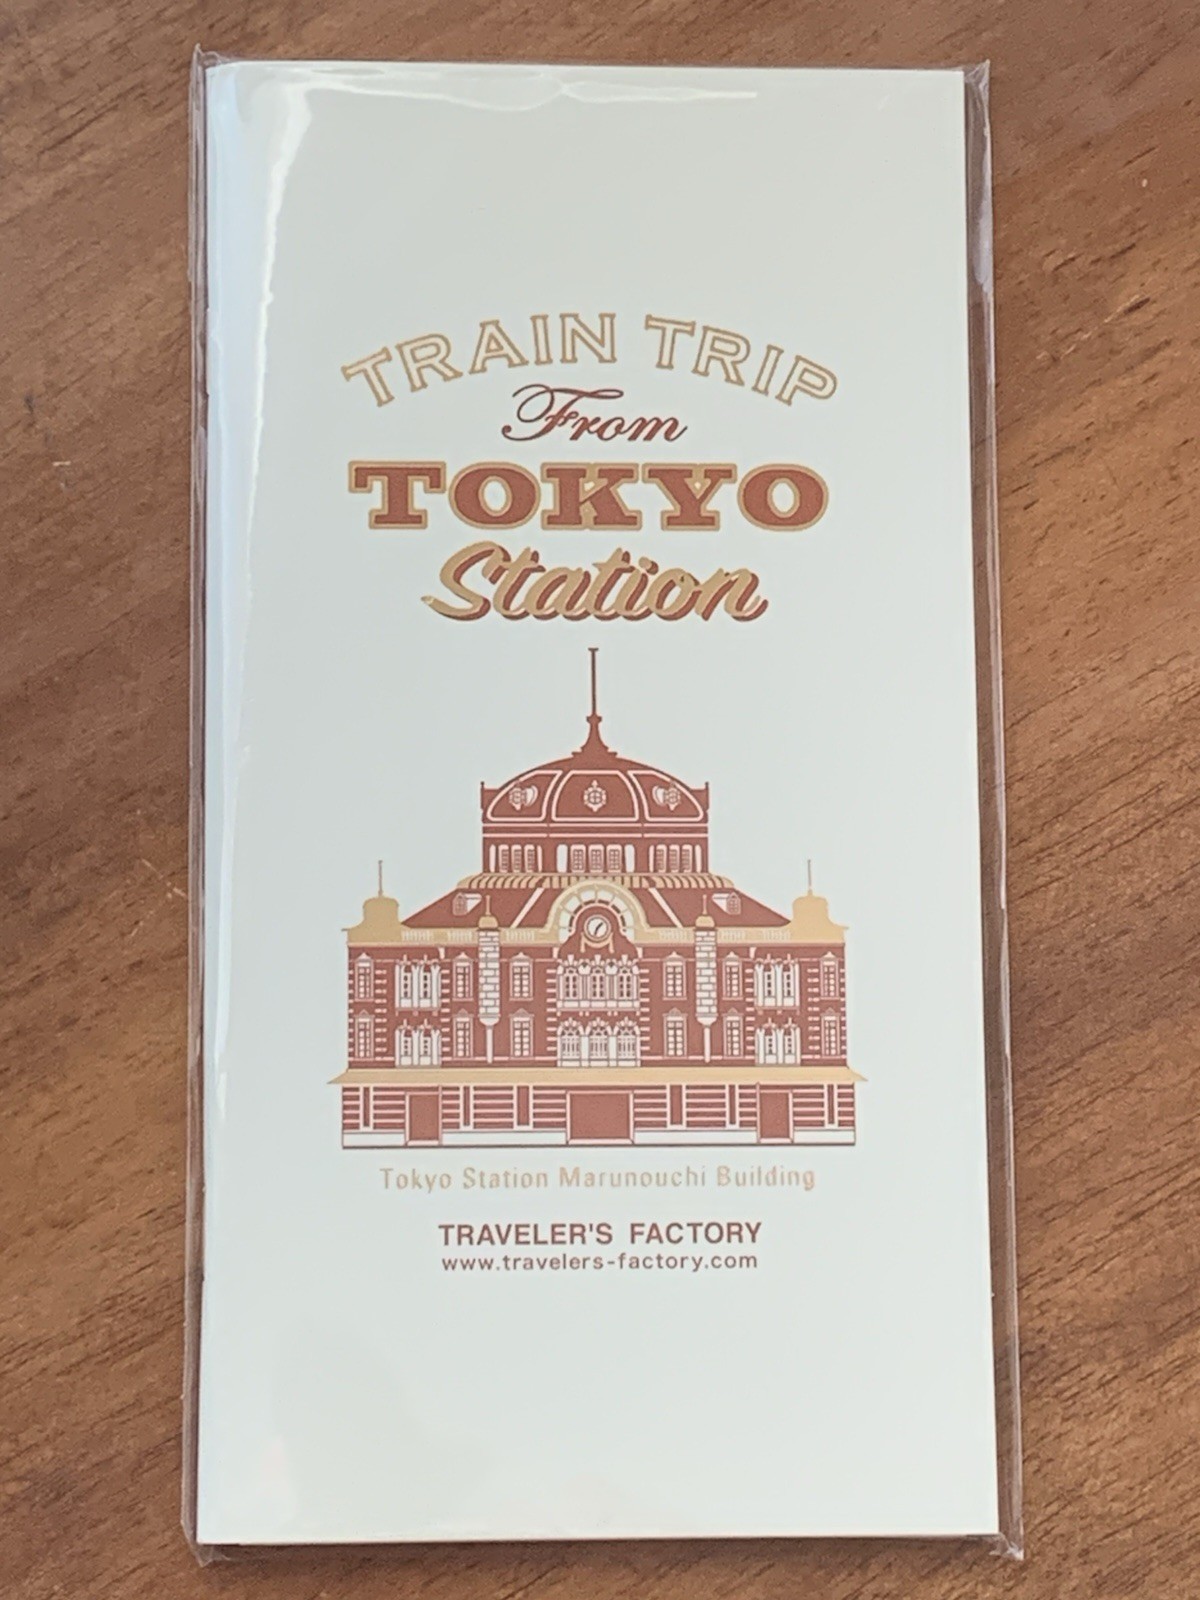 TRAIN TRIP
From
TOKYO
Station
Tokyo Station Marunouchi Building
TRAVELER'S FACTORY
www.travelers-factory.com